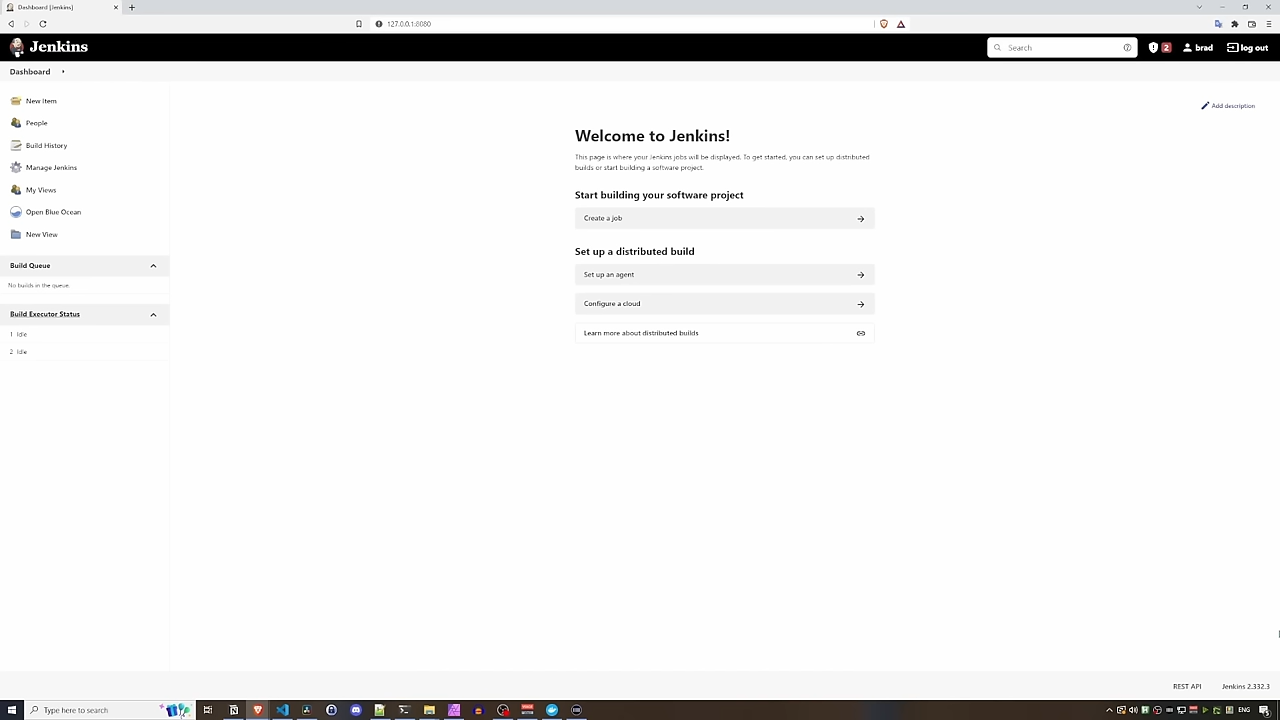 Dashboard [Jenkins]
127.0.0.1:8080
Jenkins
Search
2
brad
log out
Dashboard
New Item
People
Build History
Manage Jenkins
My Views
Open Blue Ocean
New View
Build Queue
No builds in the queue.
Build Executor Status
1 Idle
2 Idle
Add description
Welcome to Jenkins!
This page is where your Jenkins jobs will be displayed. To get started, you can set up distributed
builds or start building a software project.
Start building your software project
Create a job
Set up a distributed build
Set up an agent
Configure a cloud
Learn more about distributed builds
REST API
Jenkins 2.332.3
Type here to search
ENG